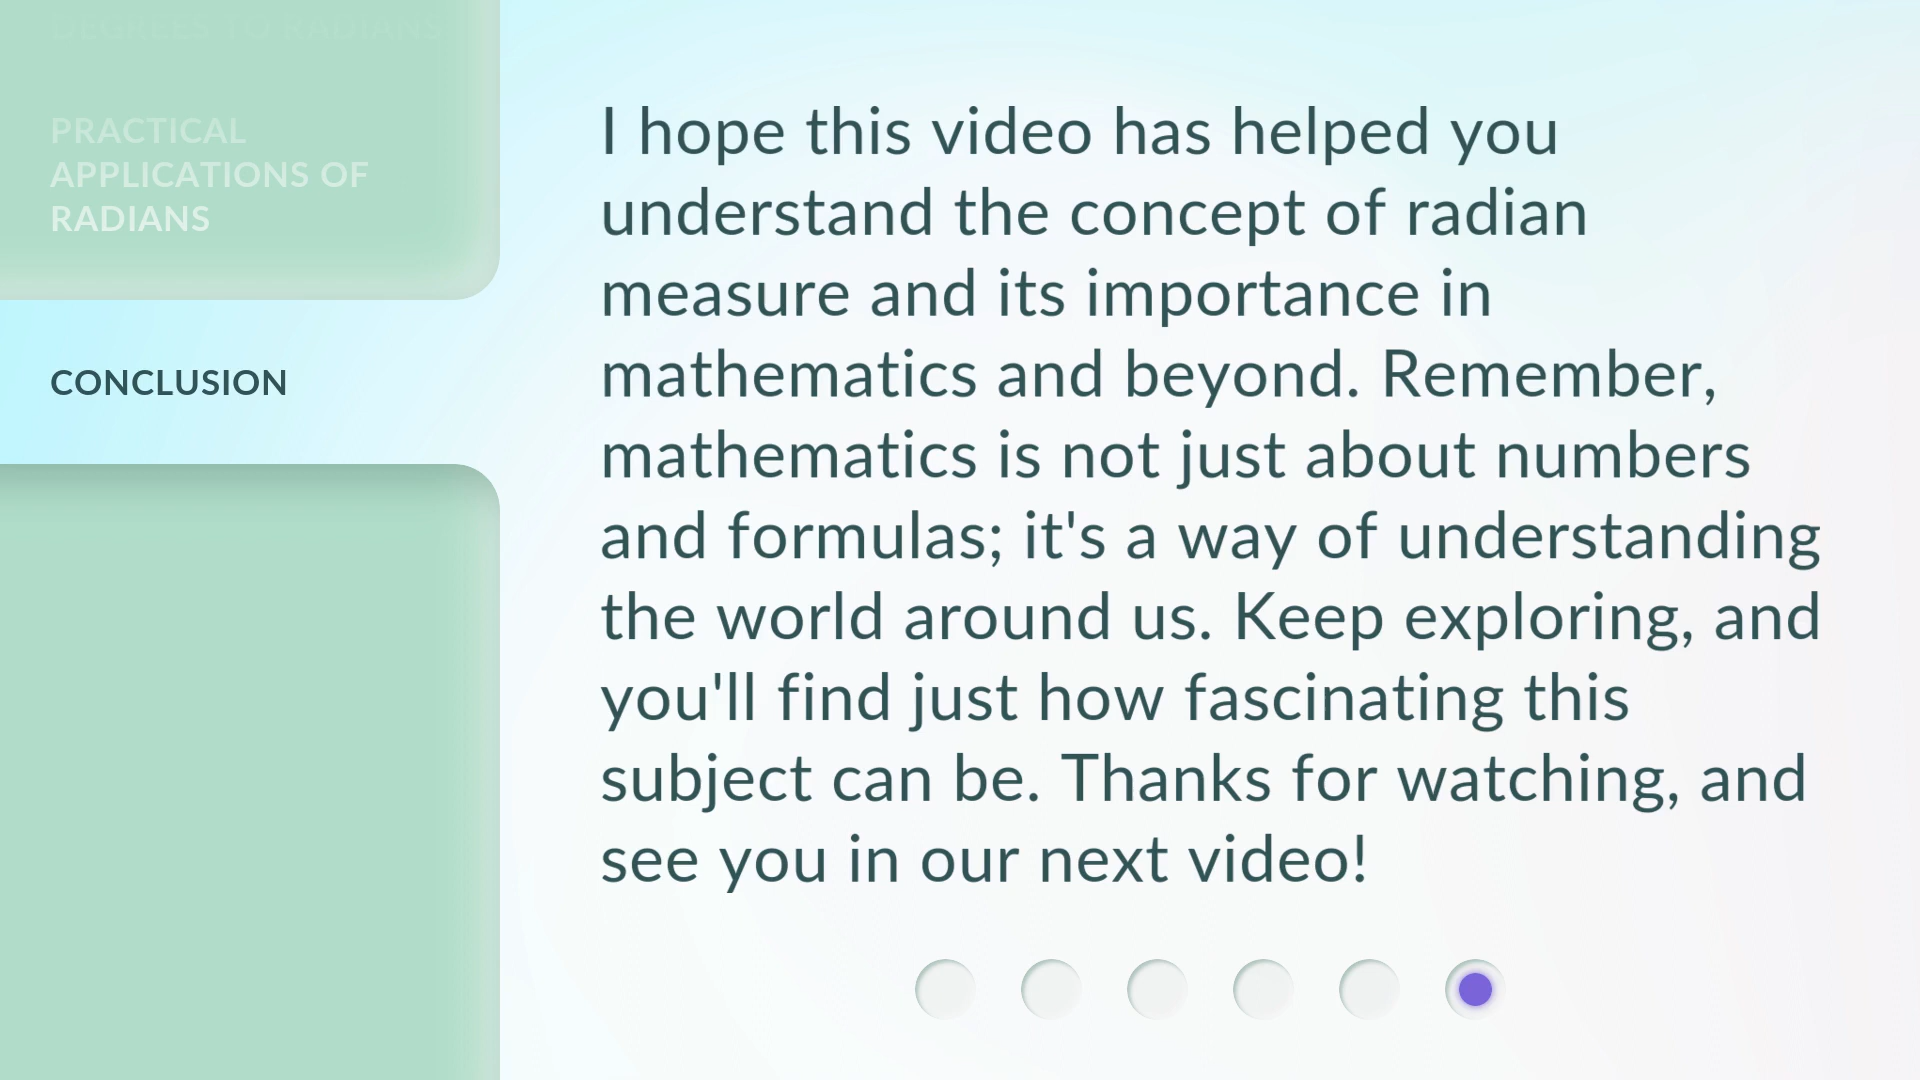 DEGREES TO RADIANS
PRACTICAL
APPLICATIONS OF
RADIANS
CONCLUSION
I hope this video has helped you
understand the concept of radian
measure and its importance in
mathematics and beyond. Remember,
mathematics is not just about numbers
and formulas; it's a way of understanding
the world around us. Keep exploring, and
you'll find just how fascinating this
subject can be. Thanks for watching, and
see you in our next video!